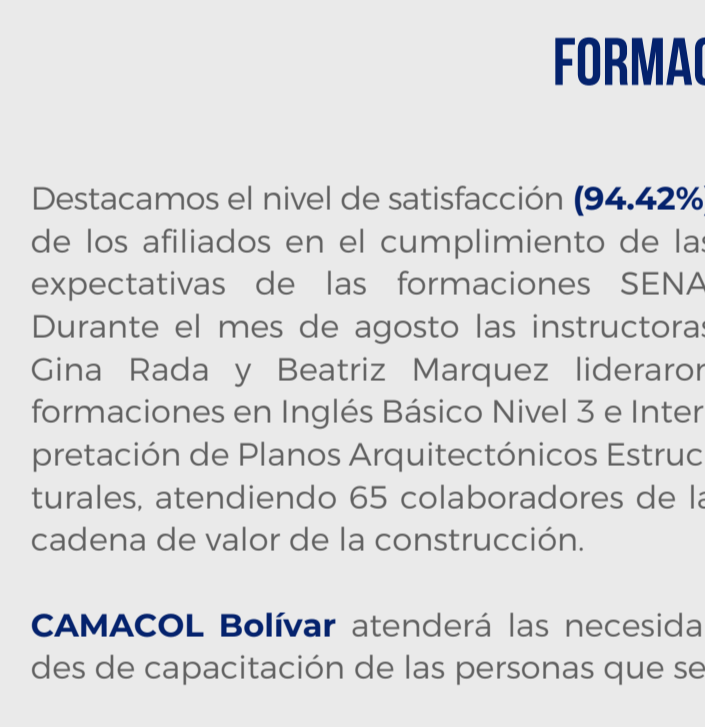 FORMAC
Destacamos el nivel de satisfacción (94.42%)
de los afiliados en el cumplimiento de las
expectativas de las formaciones SENA
Durante el mes de agosto las instructoras
Gina Rada y Beatriz Marquez lideraron
formaciones en Inglés Básico Nivel 3 e Inter-
pretación de Planos Arquitectónicos Estruc-
turales, atendiendo 65 colaboradores de la
cadena de valor de la construcción.
CAMACOL Bolívar atenderá las necesida-
des de capacitación de las personas que se